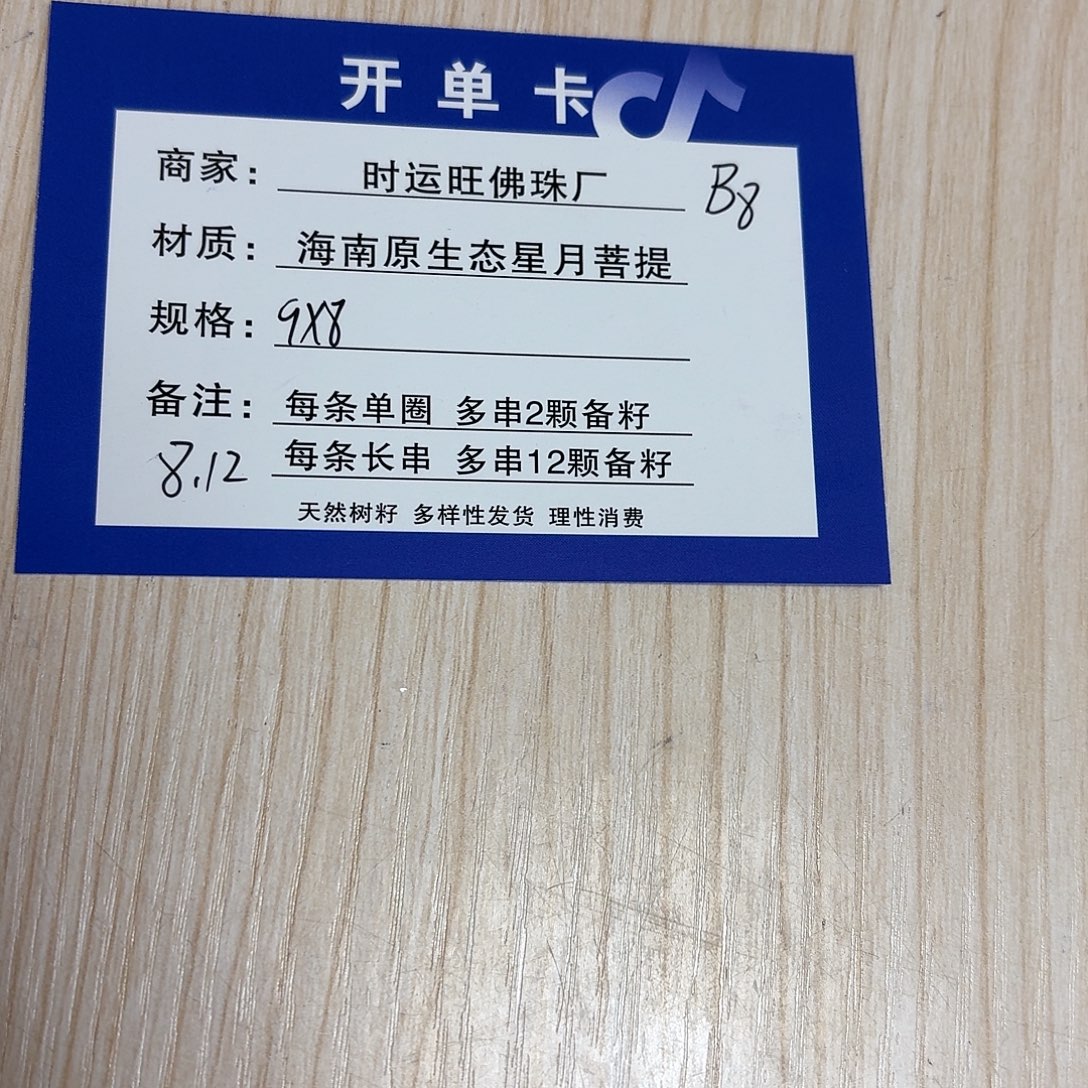 开单卡
商家： 时运旺佛珠厂 B8
材质： 海南原生态星月菩提
规格： 9X8
备注： 每条单圈 多串2颗备籽
8.12 每条长串 多串12颗备籽
天然树籽 多样性发货 理性消费